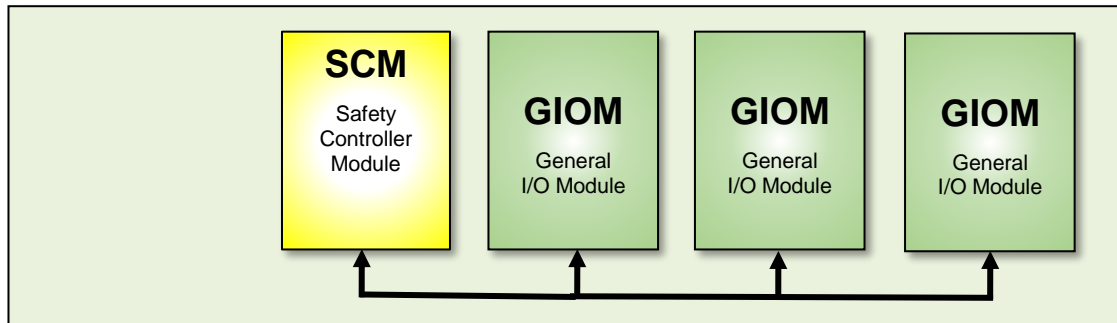 SCM
Safety
Controller
Module
GIOM
General
I/O Module
GIOM
General
I/O Module
GIOM
General
I/O Module